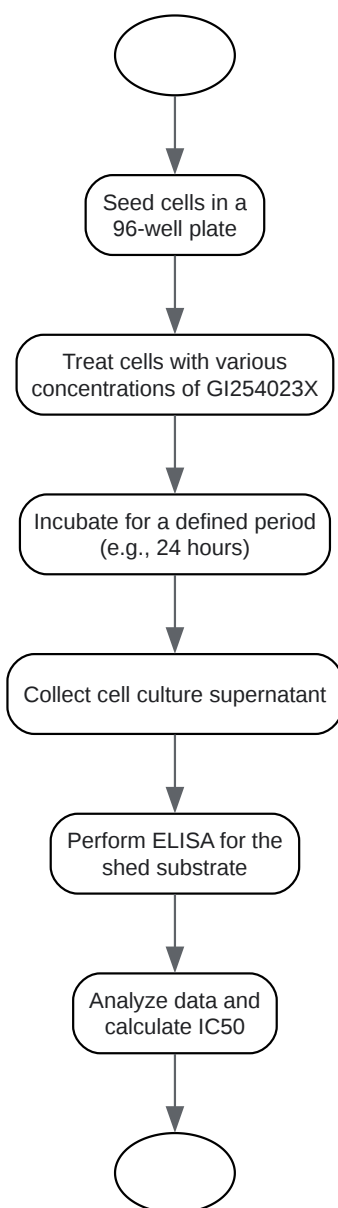 Seed cells in a
96-well plate
Treat cells with various
concentrations of GI254023X
Incubate for a defined period
(e.g., 24 hours)
Collect cell culture supernatant
Perform ELISA for the
shed substrate
Analyze data and
calculate IC50